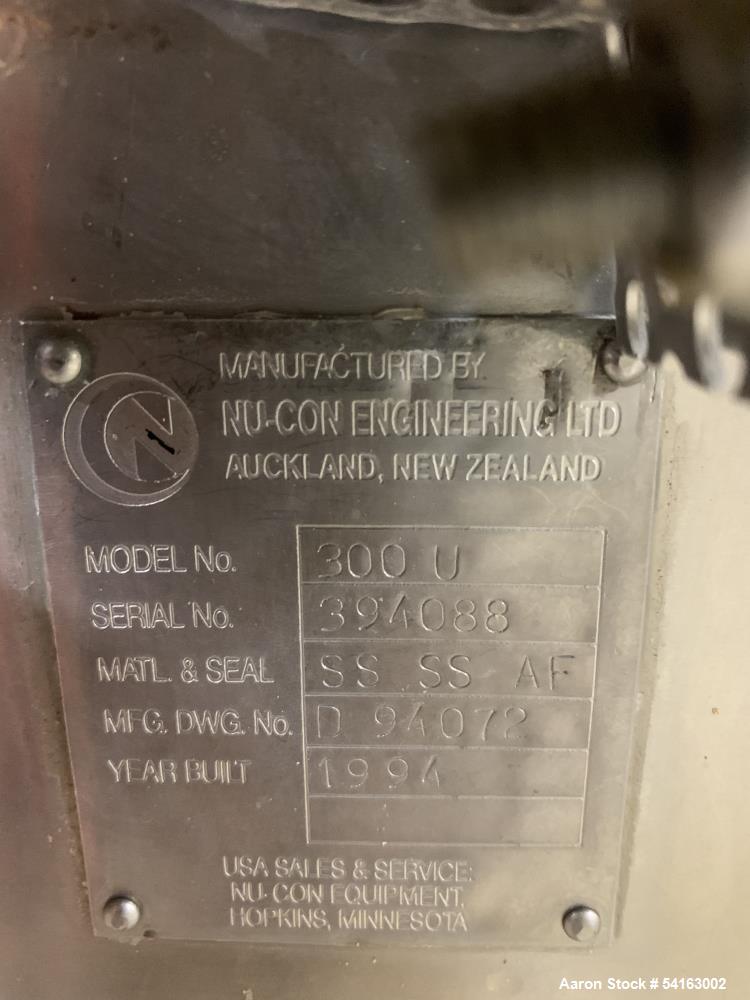 MANUFACTURED BY
NU-CON ENGINEERING LTD
AUCKLAND, NEW ZEALAND
MODEL No. 300 U
SERIAL No. 394088
MATL. & SEAL SS SS AF
MFG. DWG. No. D 94072
YEAR BUILT 1994
USA SALES & SERVICE:
NU-CON EQUIPMENT,
HOPKINS, MINNESOTA
Aaron Stock # 54163002